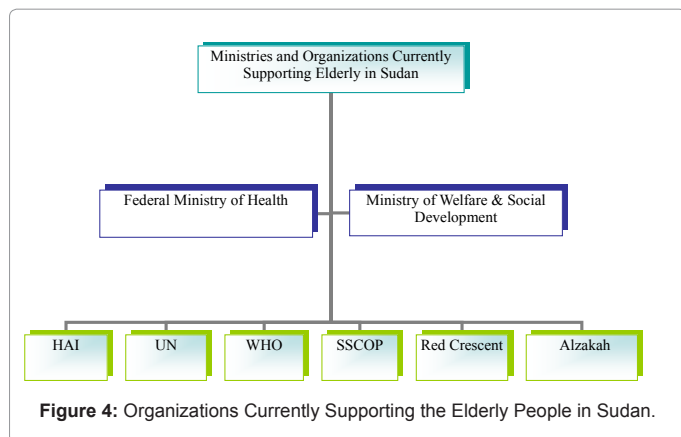 Ministries and Organizations Currently
Supporting Elderly in Sudan
Federal Ministry of Health
Ministry of Welfare & Social
Development
HAI
UN
WHO
SSCOP
Red Crescent
Alzakah
Figure 4: Organizations Currently Supporting the Elderly People in Sudan.